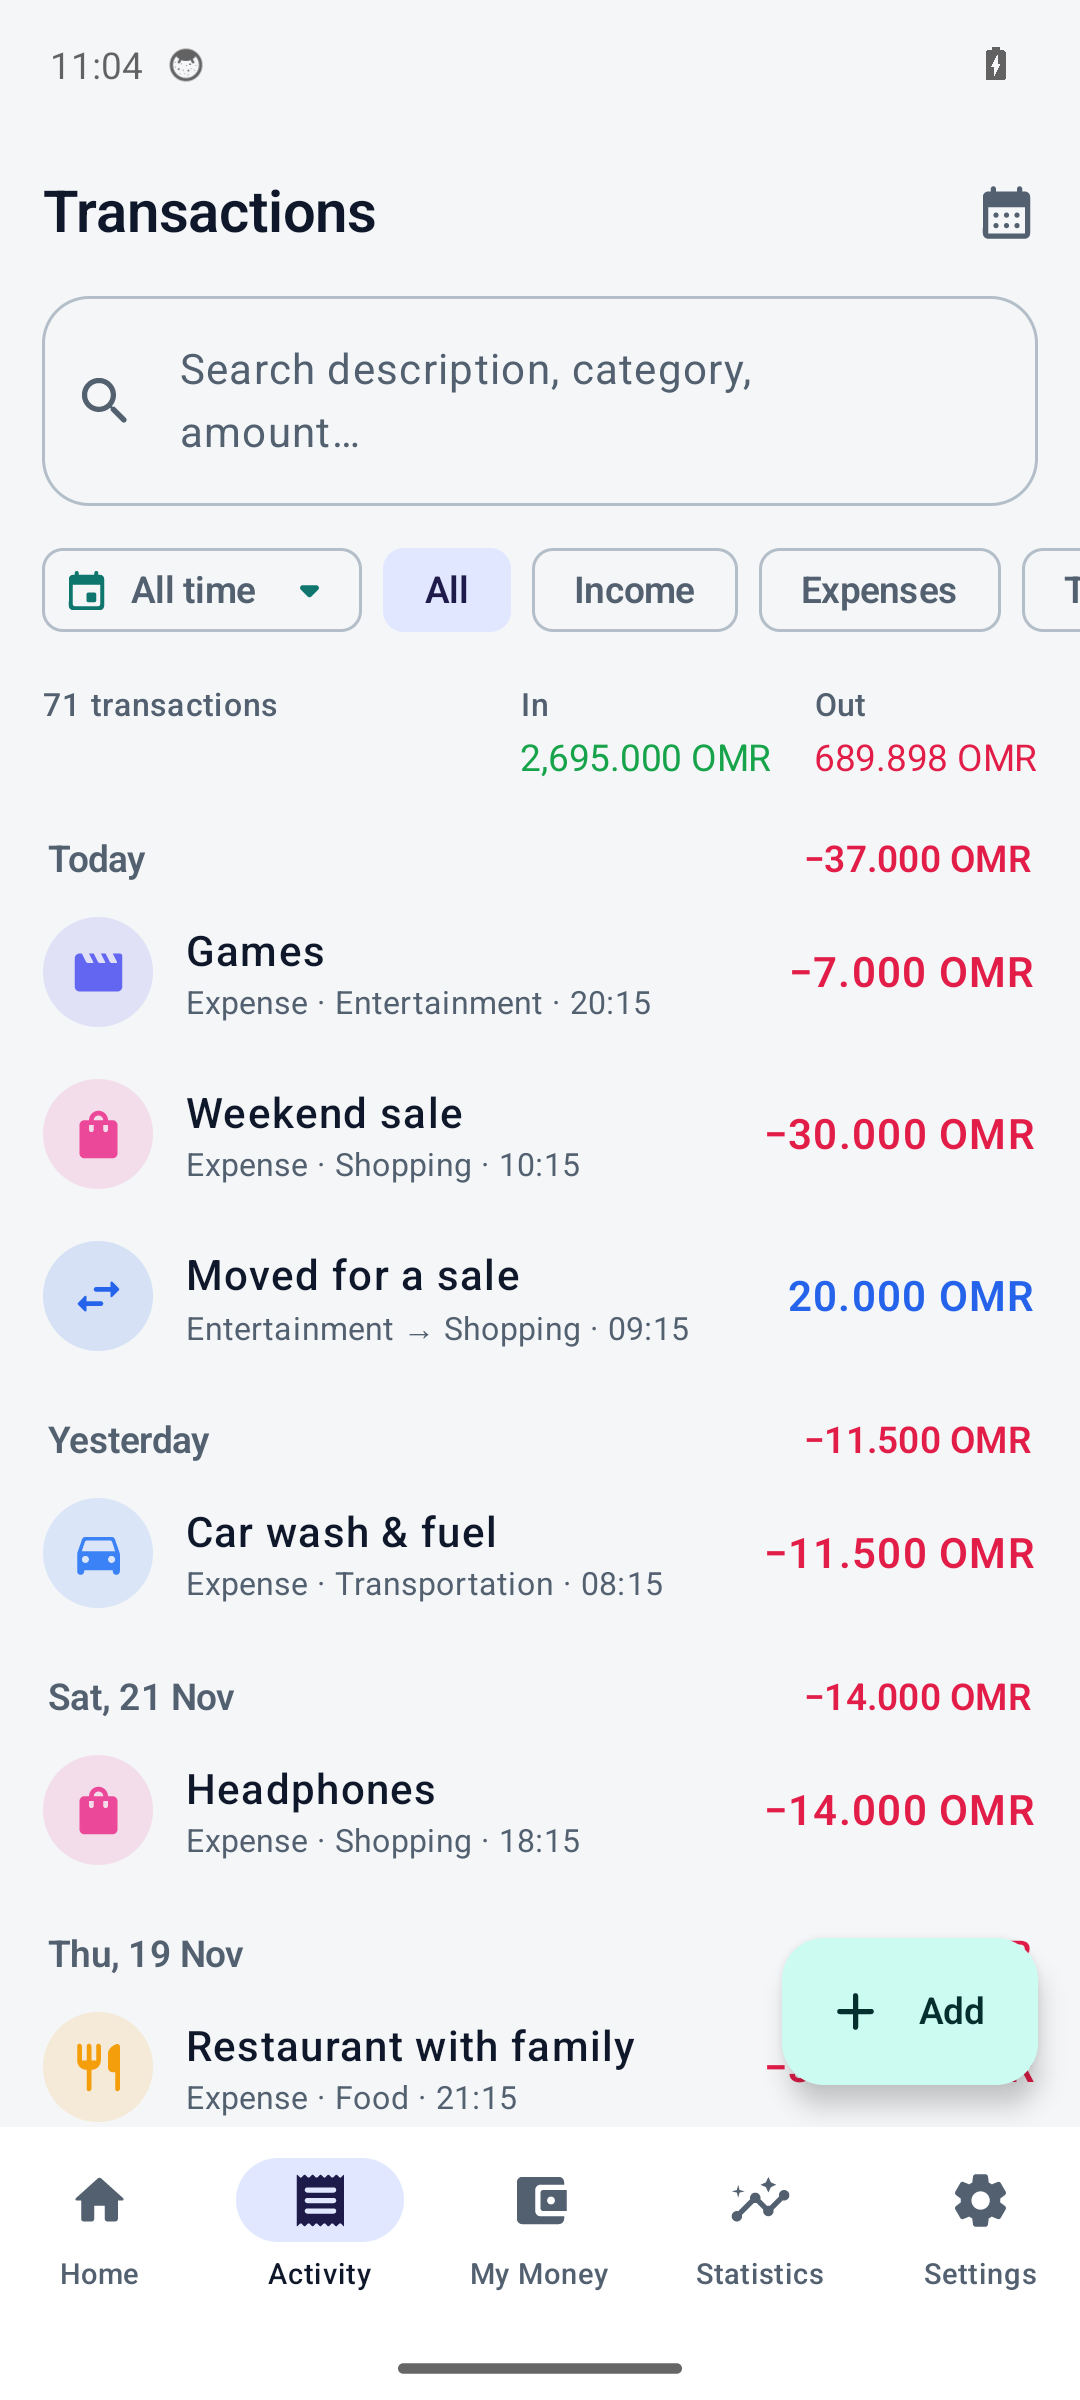 11:04
Transactions
Search description, category,
amount…
All time
All
Income
Expenses
71 transactions
In
Out
2,695.000 OMR
689.898 OMR
Today
−37.000 OMR
Games
−7.000 OMR
Expense · Entertainment · 20:15
Weekend sale
−30.000 OMR
Expense · Shopping · 10:15
Moved for a sale
20.000 OMR
Entertainment → Shopping · 09:15
Yesterday
−11.500 OMR
Car wash & fuel
−11.500 OMR
Expense · Transportation · 08:15
Sat, 21 Nov
−14.000 OMR
Headphones
−14.000 OMR
Expense · Shopping · 18:15
Thu, 19 Nov
Add
Restaurant with family
Expense · Food · 21:15
Home
Activity
My Money
Statistics
Settings